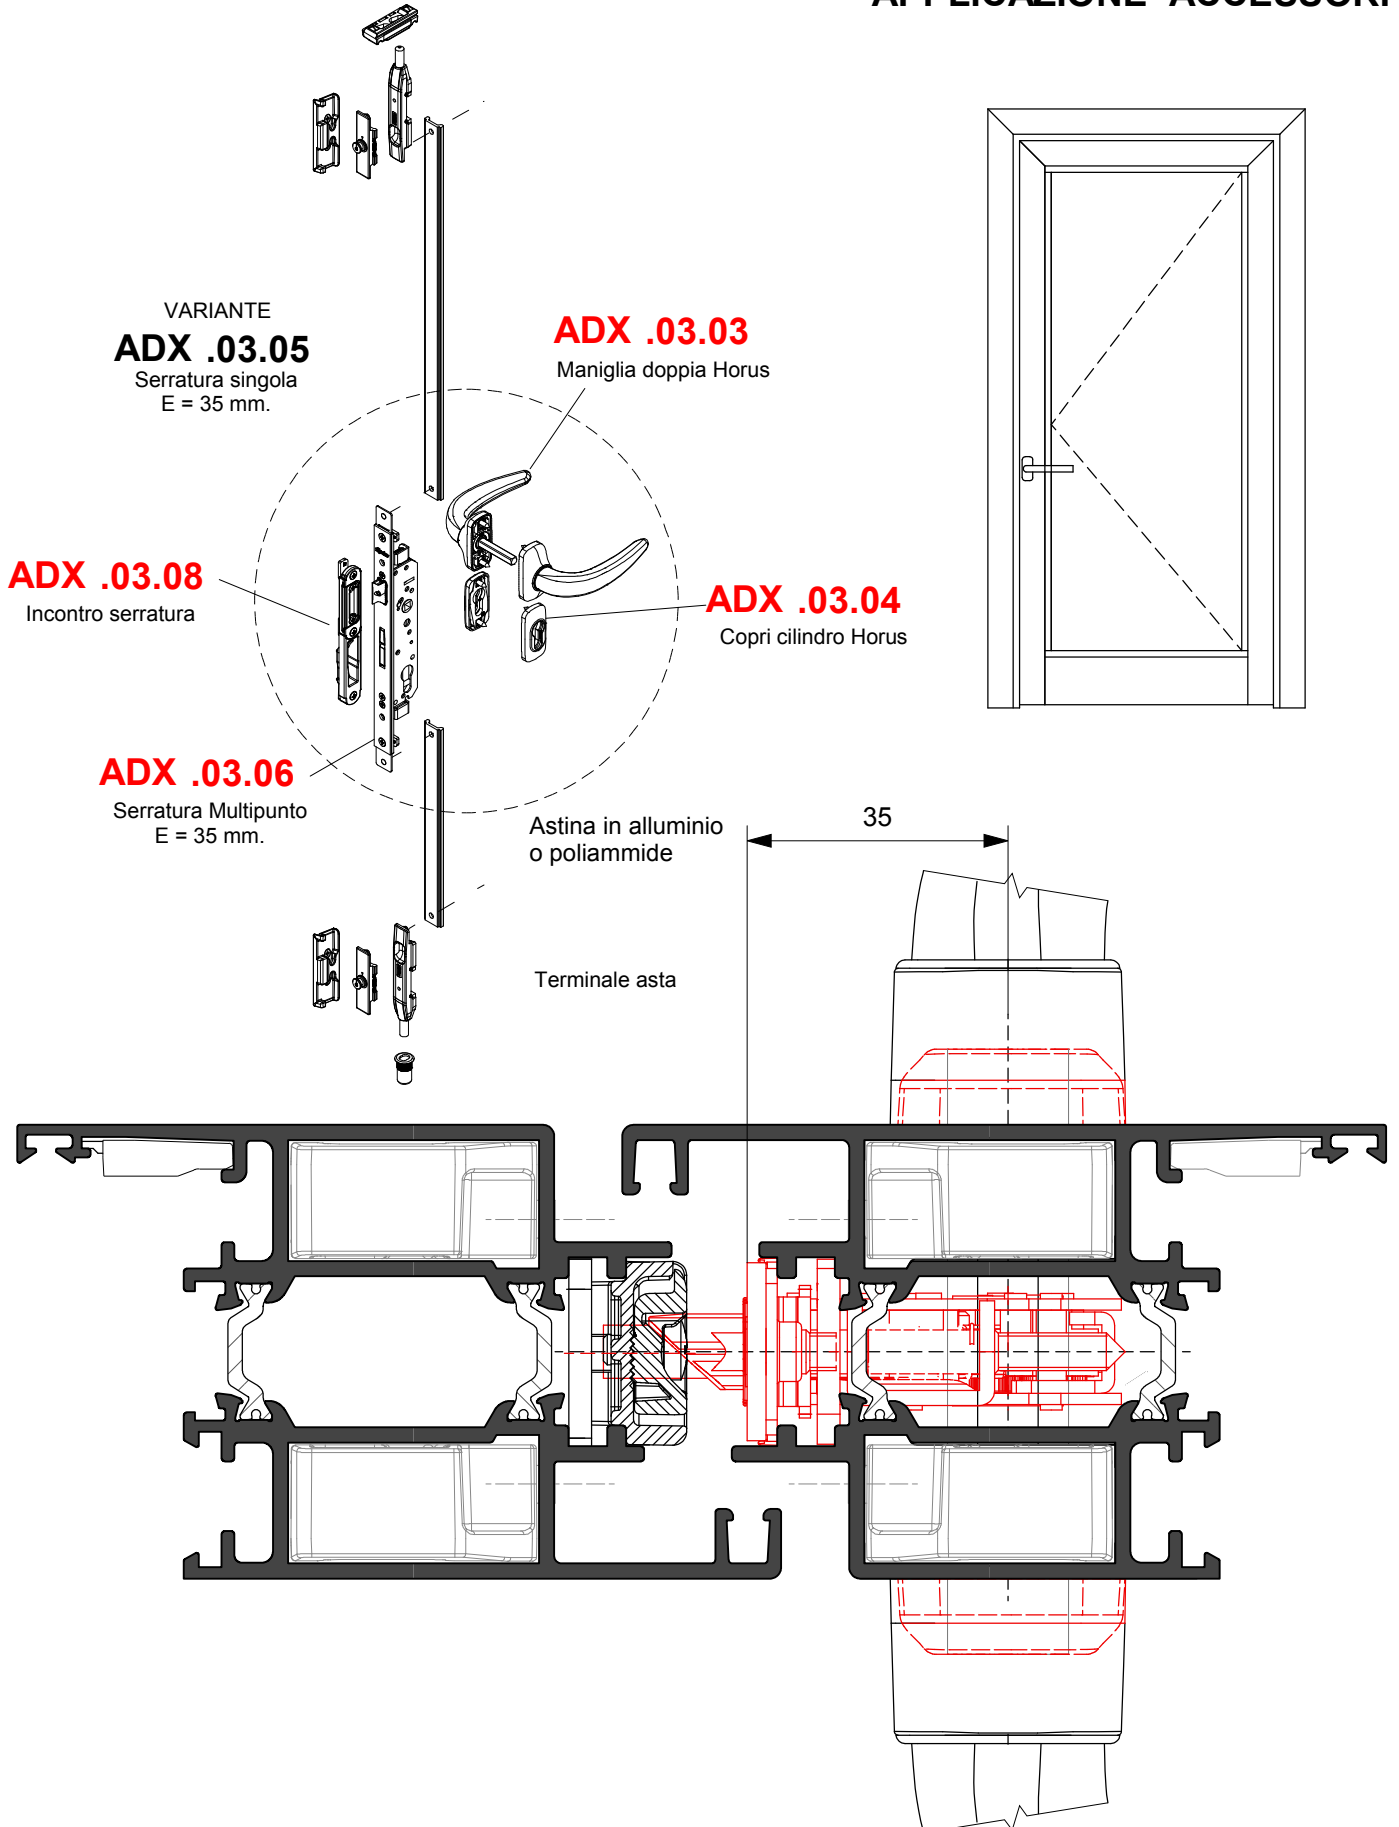 APPLICAZIONE ACCESSORI
VARIANTE
ADX .03.05
Serratura singola
E = 35 mm.
ADX .03.03
Maniglia doppia Horus
ADX .03.08
Incontro serratura
ADX .03.04
Copri cilindro Horus
ADX .03.06
Serratura Multipunto
E = 35 mm.
Astina in alluminio
o poliammide
35
Terminale asta